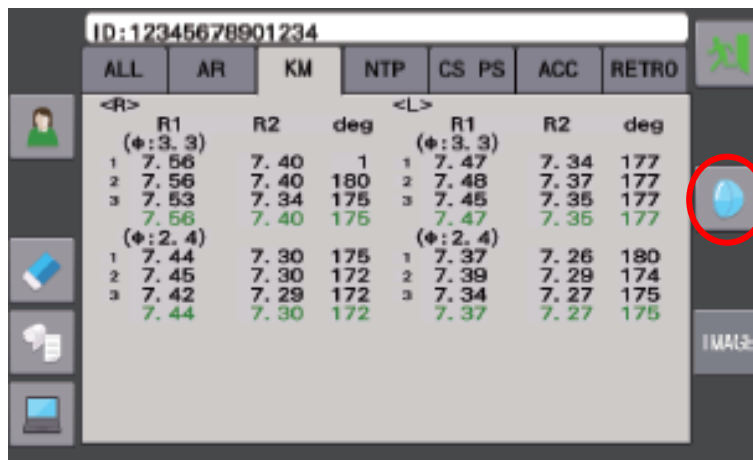 ID:12345678901234
ALL AR KM NTP CS PS ACC RETRO
<R> <L>
R1 R2 deg R1 R2 deg
(Φ:3.3) (Φ:3.3)
1 7.56 7.40 1 1 7.47 7.34 177
2 7.56 7.40 180 2 7.48 7.37 177
3 7.53 7.34 175 3 7.45 7.35 177
7.56 7.40 175 7.47 7.35 177
(Φ:2.4) (Φ:2.4)
1 7.44 7.30 175 1 7.37 7.26 180
2 7.45 7.30 172 2 7.39 7.29 174
3 7.42 7.29 172 3 7.34 7.27 175
7.44 7.30 172 7.37 7.27 175
IMAGE